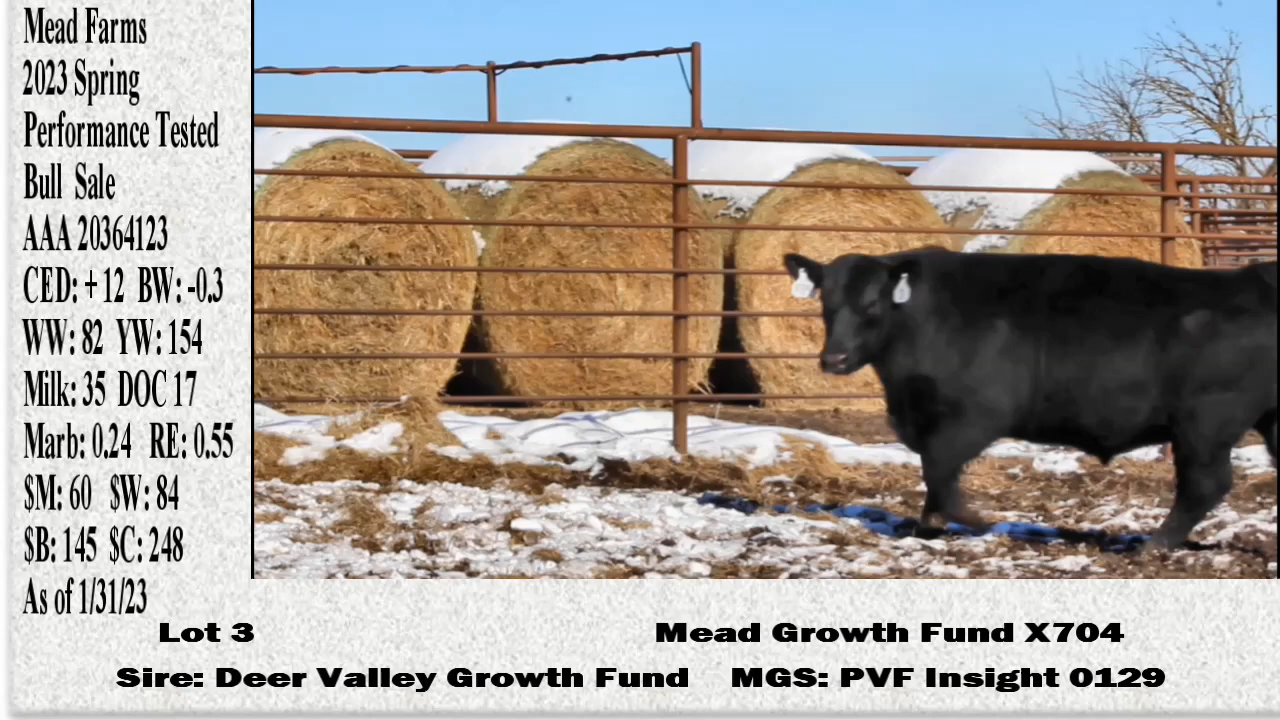 Mead Farms
2023 Spring
Performance Tested
Bull Sale
AAA 20364123
CED: +12 BW: -0.3
WW: 82 YW: 154
Milk: 35 DOC 17
Marb: 0.24 RE: 0.55
$M: 60 $W: 84
$B: 145 $C: 248
As of 1/31/23
Lot 3 Mead Growth Fund X704
Sire: Deer Valley Growth Fund MGS: PVF Insight 0129